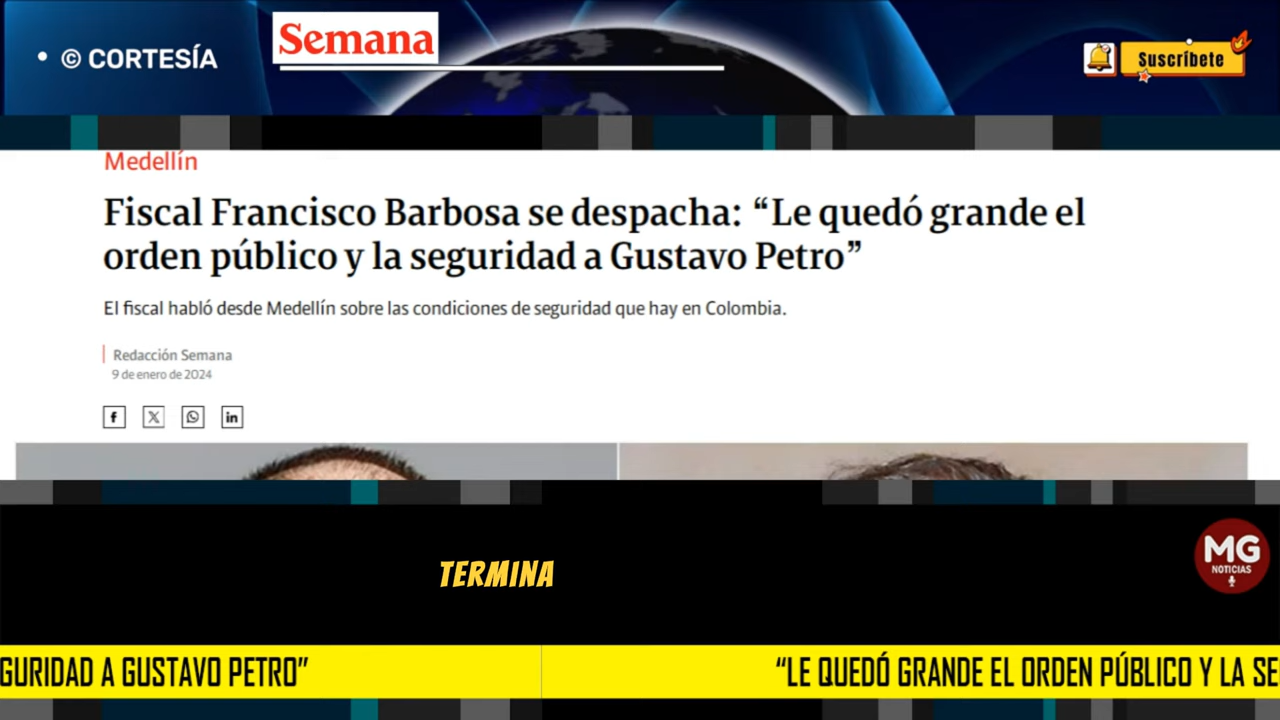 • © CORTESÍA
Semana
Suscríbete
Medellín
Fiscal Francisco Barbosa se despacha: “Le quedó grande el
orden público y la seguridad a Gustavo Petro”
El fiscal habló desde Medellín sobre las condiciones de seguridad que hay en Colombia.
Redacción Semana
9 de enero de 2024
TERMINA
MG
NOTICIAS
GURIDAD A GUSTAVO PETRO” “LE QUEDÓ GRANDE EL ORDEN PÚBLICO Y LA SE